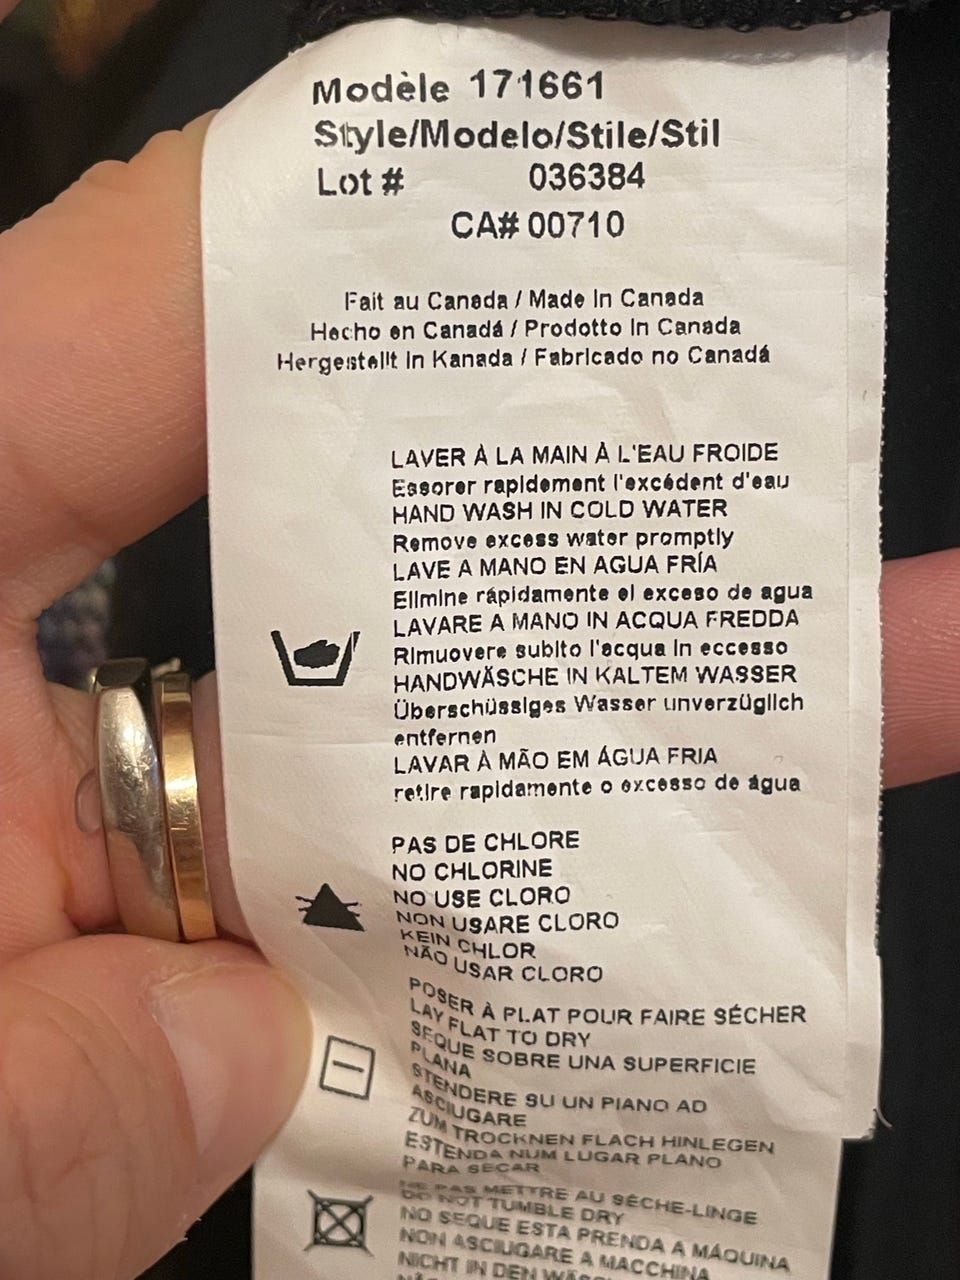 Modèle 171661
Style/Modelo/Stile/Stil
Lot # 036384
CA# 00710
Fait au Canada / Made In Canada
Hecho en Canadá / Prodotto In Canada
Hergestellt In Kanada / Fabricado no Canadá
LAVER À LA MAIN À L'EAU FROIDE
Essorer rapidement l'excédent d'eau
HAND WASH IN COLD WATER
Remove excess water promptly
LAVE A MANO EN AGUA FRÍA
Elimine rápidamente el exceso de agua
LAVARE A MANO IN ACQUA FREDDA
Rimuovere subito l'acqua in eccesso
HANDWÄSCHE IN KALTEM WASSER
Überschüssiges Wasser unverzüglich
entfernen
LAVAR À MÃO EM ÁGUA FRIA
retire rapidamente o excesso de água
PAS DE CHLORE
NO CHLORINE
NO USE CLORO
NON USARE CLORO
KEIN CHLOR
NÃO USAR CLORO
POSER À PLAT POUR FAIRE SÉCHER
LAY FLAT TO DRY
SEQUE SOBRE UNA SUPERFICIE
PLANA
STENDERE SU UN PIANO AD
ASCIUGARE
ZUM TROCKNEN FLACH HINLEGEN
ESTENDA NUM LUGAR PLANO
PARA SECAR
NE PAS METTRE AU SÈCHE-LINGE
DO NOT TUMBLE DRY
NO SEQUE ESTA PRENDA A MÁQUINA
NON ASCIUGARE A MACCHINA
NICHT IN DEN